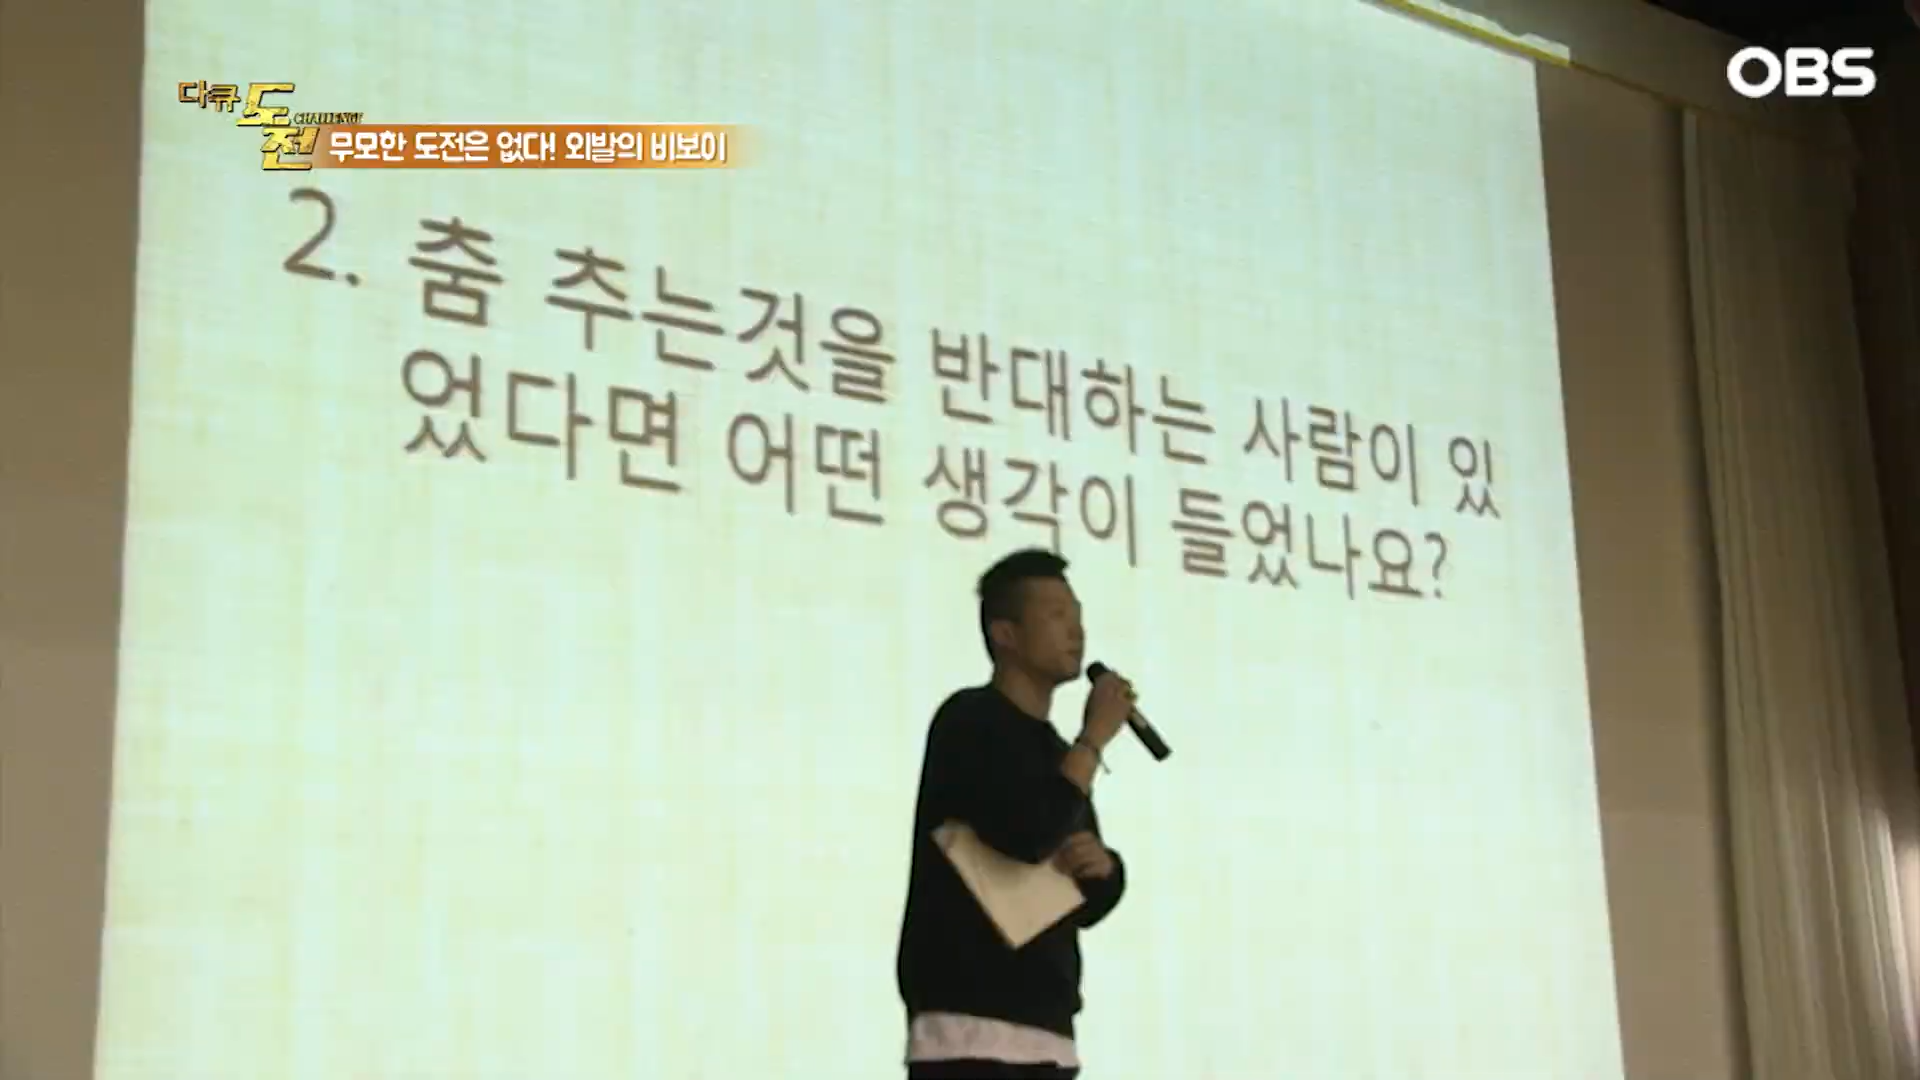 OBS
다큐 도전
CHALLENGE
무모한 도전은 없다! 외발의 비보이
2. 춤 추는것을 반대하는 사람이 있
었다면 어떤 생각이 들었나요?